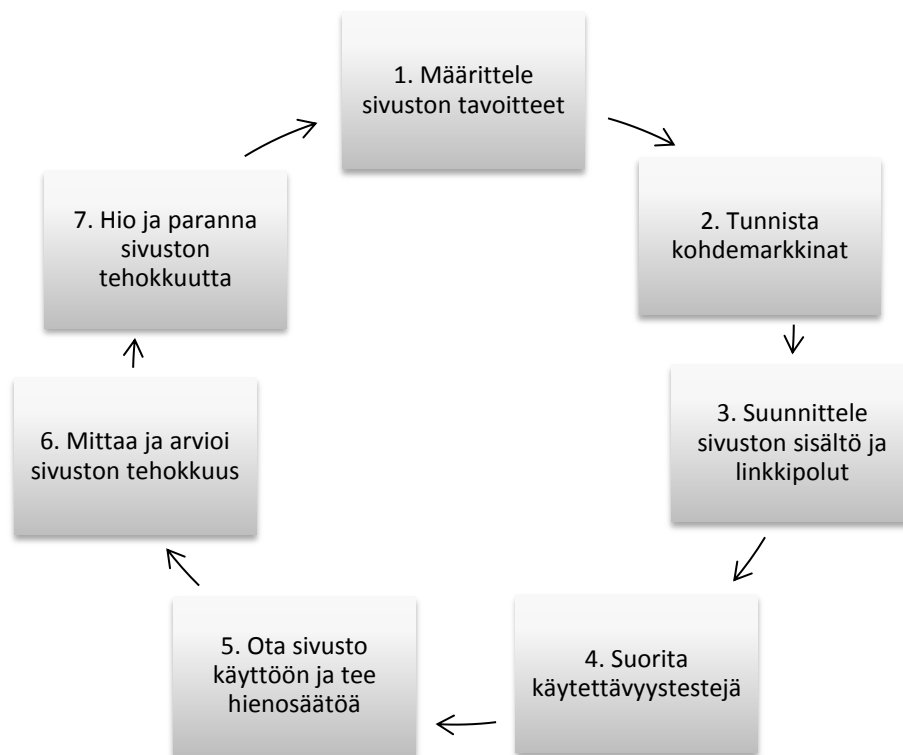 1. Määrittele
sivuston tavoitteet
2. Tunnista
kohdemarkkinat
3. Suunnittele
sivuston sisältö ja
linkkipolut
4. Suorita
käytettävyystestejä
5. Ota sivusto
käyttöön ja tee
hienosäätöä
6. Mittaa ja arvioi
sivuston tehokkuus
7. Hio ja paranna
sivuston
tehokkuutta